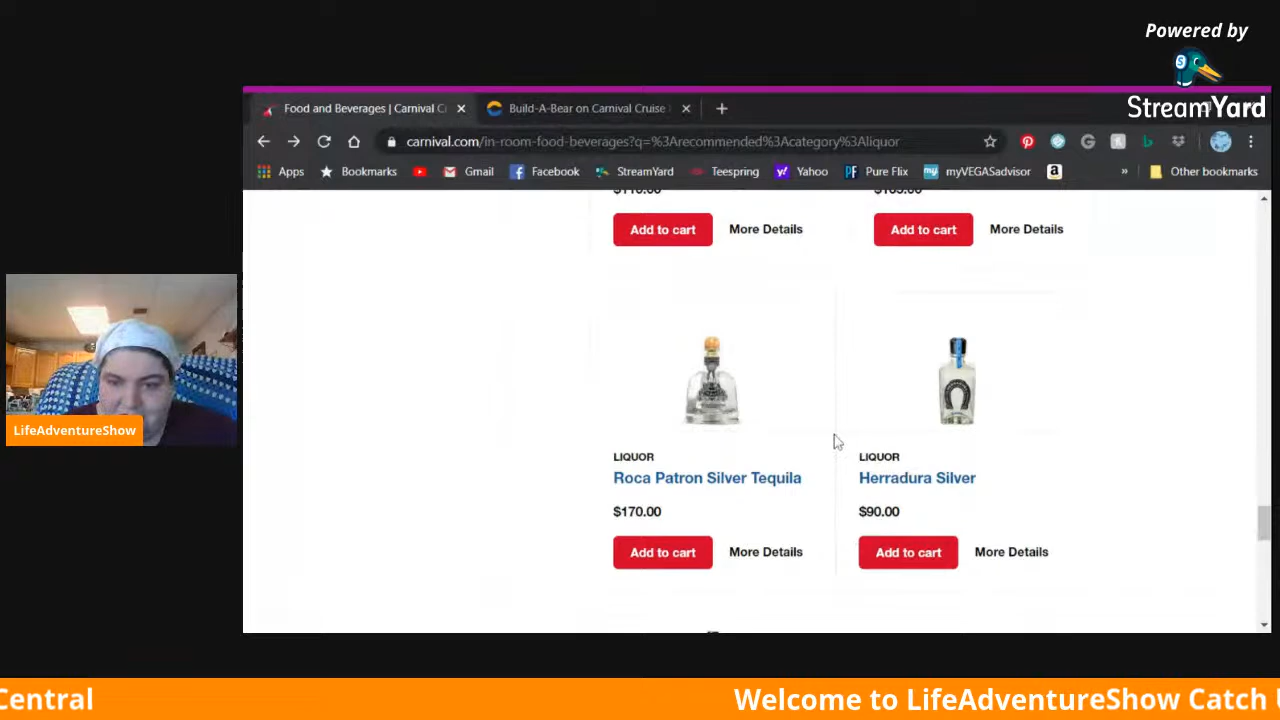 Powered by
StreamYard
Food and Beverages | Carnival C
Build-A-Bear on Carnival Cruise
carnival.com/in-room-food-beverages?q=%3Arecommended%3Acategory%3Aliquor
Apps
Bookmarks
Gmail
Facebook
StreamYard
Teespring
Yahoo
PF Pure Flix
my myVEGASadvisor
a
»
Other bookmarks
Add to cart More Details
Add to cart More Details
LIQUOR
Roca Patron Silver Tequila
$170.00
Add to cart More Details
LIQUOR
Herradura Silver
$90.00
Add to cart More Details
LifeAdventureShow
Central
Welcome to LifeAdventureShow Catch